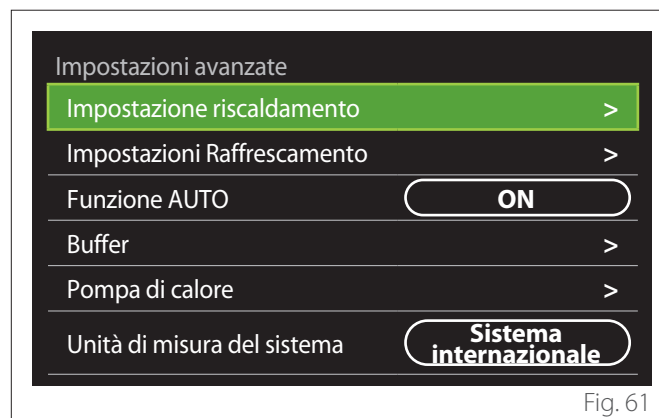 Impostazioni avanzate
Impostazione riscaldamento >
Impostazioni Raffrescamento >
Funzione AUTO ON
Buffer >
Pompa di calore >
Unità di misura del sistema Sistema
internazionale
Fig. 61